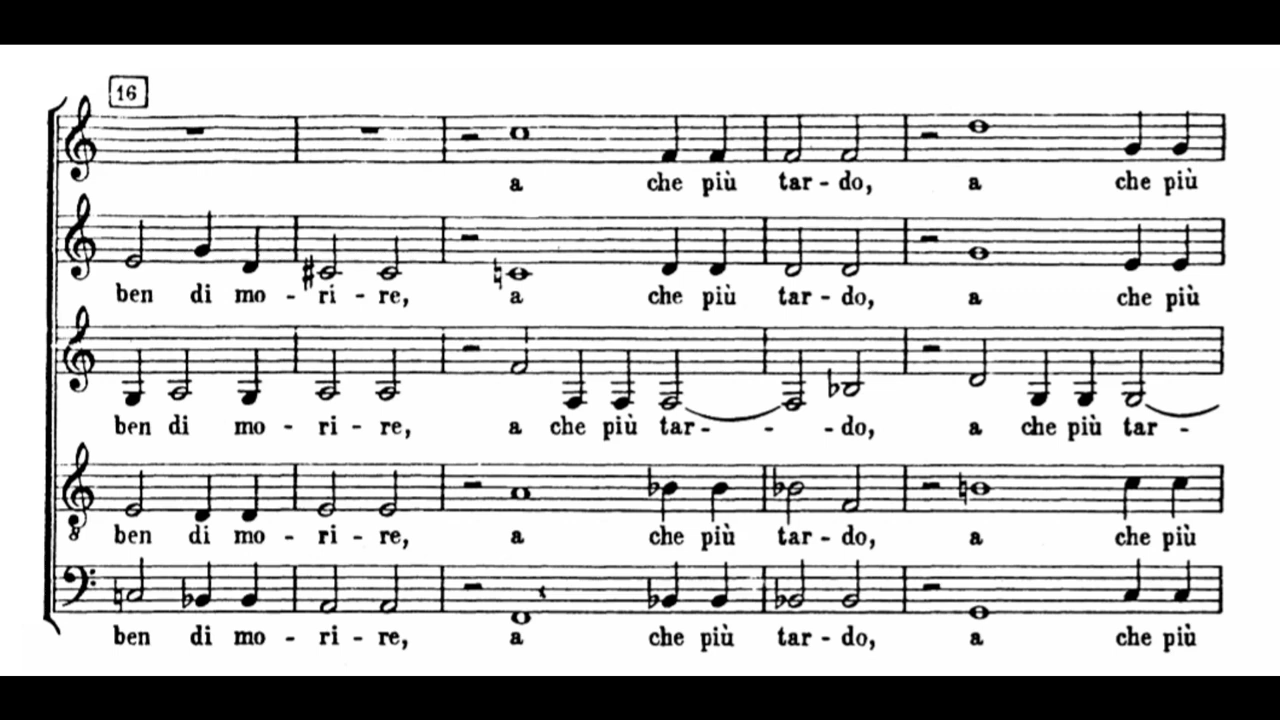 16
a che più tar - do, a che più
ben di mo - ri - re, a che più tar - do, a che più
ben di mo - ri - re, a che più tar - - - do, a che più tar -
8
ben di mo - ri - re, a che più tar - do, a che più
ben di mo - ri - re, a che più tar - do, a che più